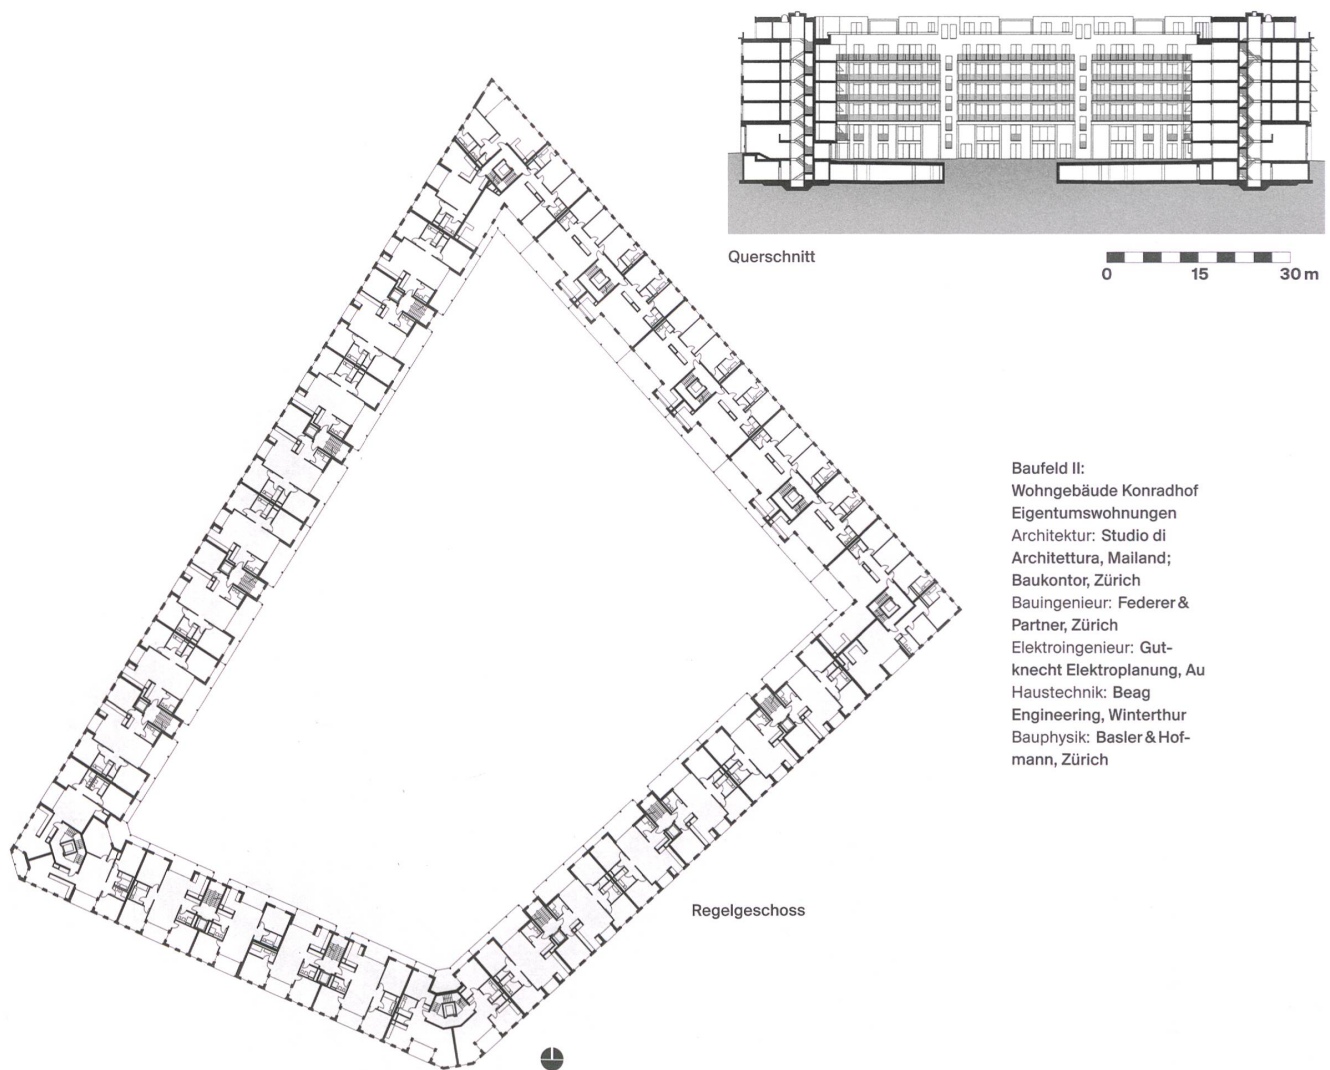 Querschnitt
0 15 30 m
Baufeld II:
Wohngebäude Konradhof
Eigentumswohnungen
Architektur: Studio di
Architettura, Mailand;
Baukontor, Zürich
Bauingenieur: Federer &
Partner, Zürich
Elektroingenieur: Gut-
knecht Elektroplanung, Au
Haustechnik: Beag
Engineering, Winterthur
Bauphysik: Basler & Hof-
mann, Zürich
Regelgeschoss